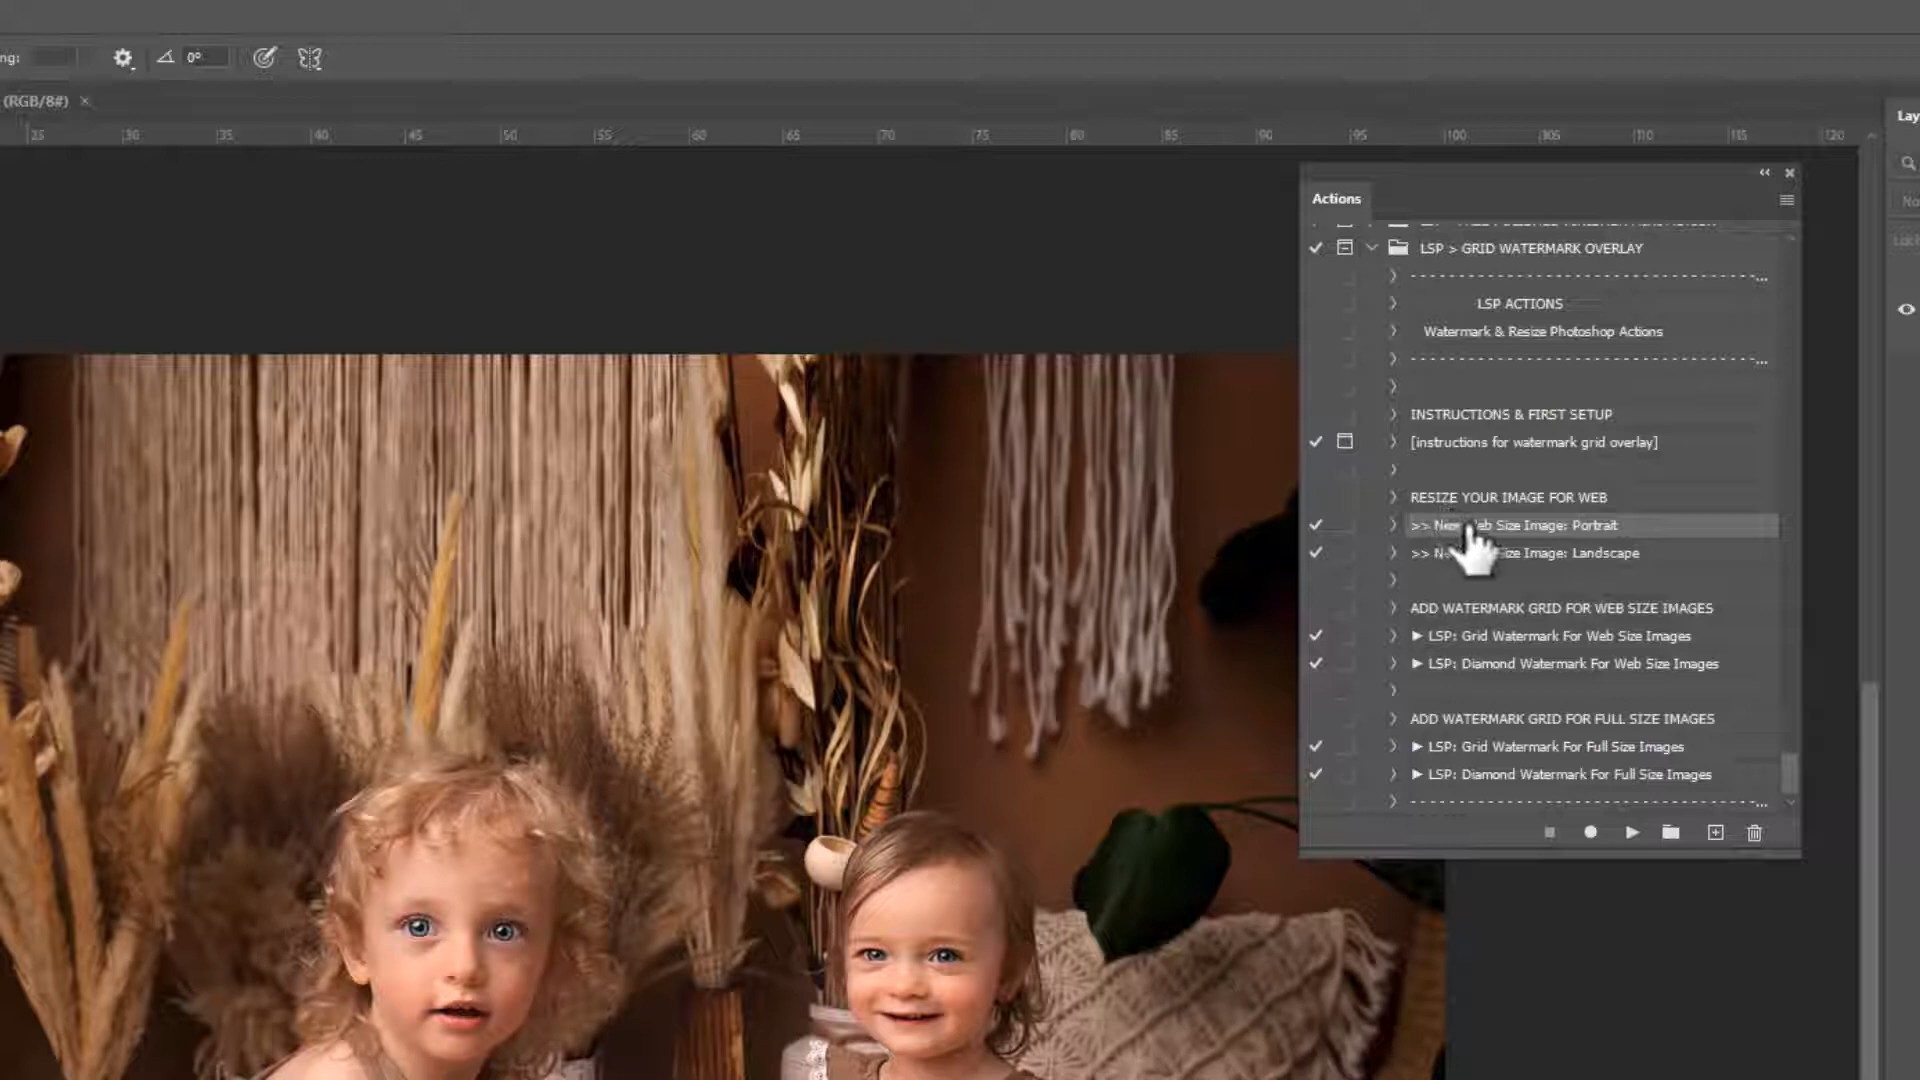 ng:
0°
(RGB/8#) ×
25 30 35 40 45 50 55 60 65 70 75 80 85 90 95 100 105 110 115 120
Lay
Actions
No
LSP > GRID WATERMARK OVERLAY
Lock
- - - - - - - - - - - - - - - - - - - - - - - - - - - - - - - - - - ...
LSP ACTIONS
Watermark & Resize Photoshop Actions
- - - - - - - - - - - - - - - - - - - - - - - - - - - - - - - - - - ...
INSTRUCTIONS & FIRST SETUP
[instructions for watermark grid overlay]
RESIZE YOUR IMAGE FOR WEB
>> New Web Size Image: Portrait
>> N ize Image: Landscape
ADD WATERMARK GRID FOR WEB SIZE IMAGES
► LSP: Grid Watermark For Web Size Images
► LSP: Diamond Watermark For Web Size Images
ADD WATERMARK GRID FOR FULL SIZE IMAGES
► LSP: Grid Watermark For Full Size Images
► LSP: Diamond Watermark For Full Size Images
- - - - - - - - - - - - - - - - - - - - - - - - - - - - - - - - - - ...